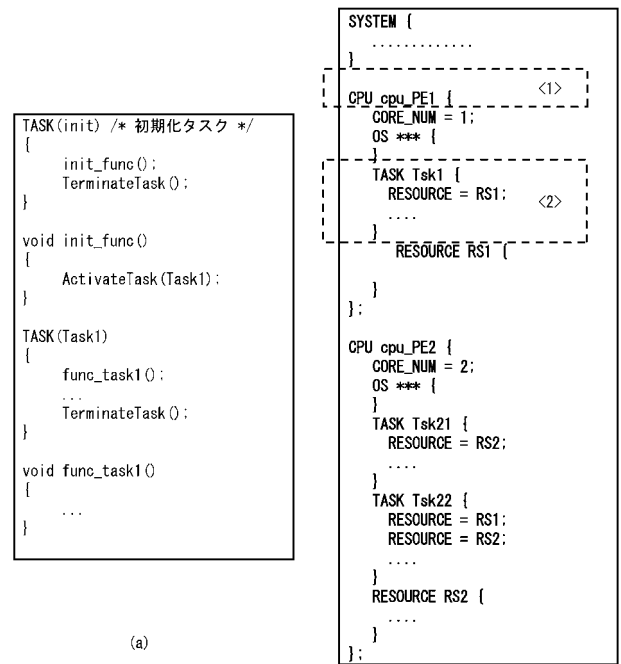 TASK(init) /* 初期化タスク */
{
init_func();
TerminateTask();
}
void init_func()
{
ActivateTask(Task1);
}
TASK(Task1)
{
func_task1();
...
TerminateTask();
}
void func_task1()
{
...
}
(a)
SYSTEM {
.............
}
<1>
CPU cpu_PE1 {
CORE_NUM = 1;
OS *** {
}
TASK Tsk1 {
RESOURCE = RS1;
<2>
....
}
RESOURCE RS1 {
}
};
CPU cpu_PE2 {
CORE_NUM = 2;
OS *** {
}
TASK Tsk21 {
RESOURCE = RS2;
....
}
TASK Tsk22 {
RESOURCE = RS1;
RESOURCE = RS2;
....
}
RESOURCE RS2 {
....
}
};